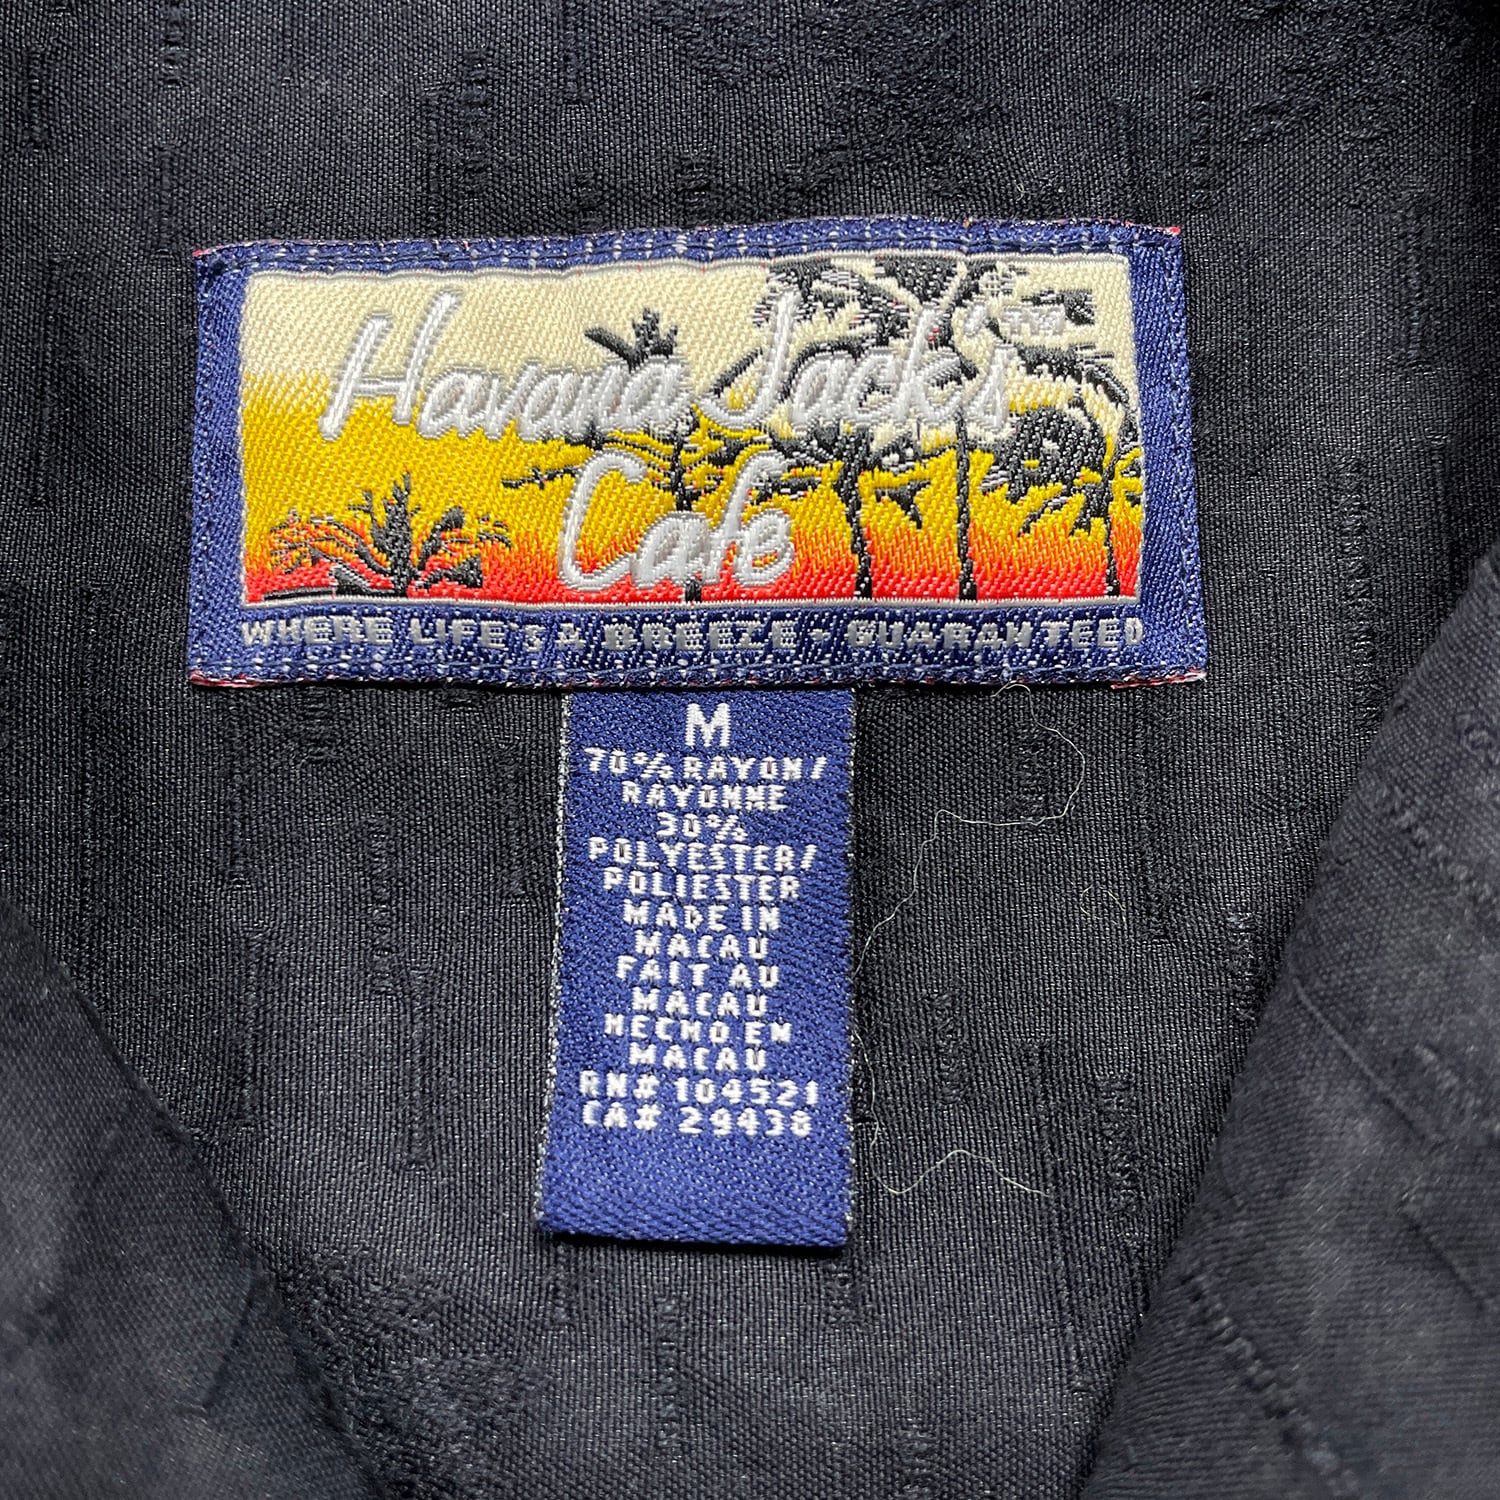 Havana Jack's
Cafe
WHERE LIFE'S A BREEZE • GUARANTEED
M
70% RAYON/
RAYONNE
30%
POLYESTER/
POLIESTER
MADE IN
MACAU
FAIT AU
MACAU
HECHO EN
MACAU
RN# 104521
CA# 29438